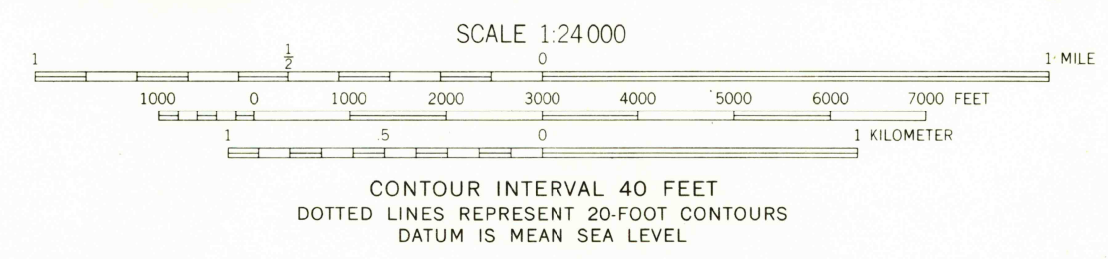 SCALE 1:24 000
1 1/2 0 1 MILE
1000 0 1000 2000 3000 4000 5000 6000 7000 FEET
1 .5 0 1 KILOMETER
CONTOUR INTERVAL 40 FEET
DOTTED LINES REPRESENT 20-FOOT CONTOURS
DATUM IS MEAN SEA LEVEL